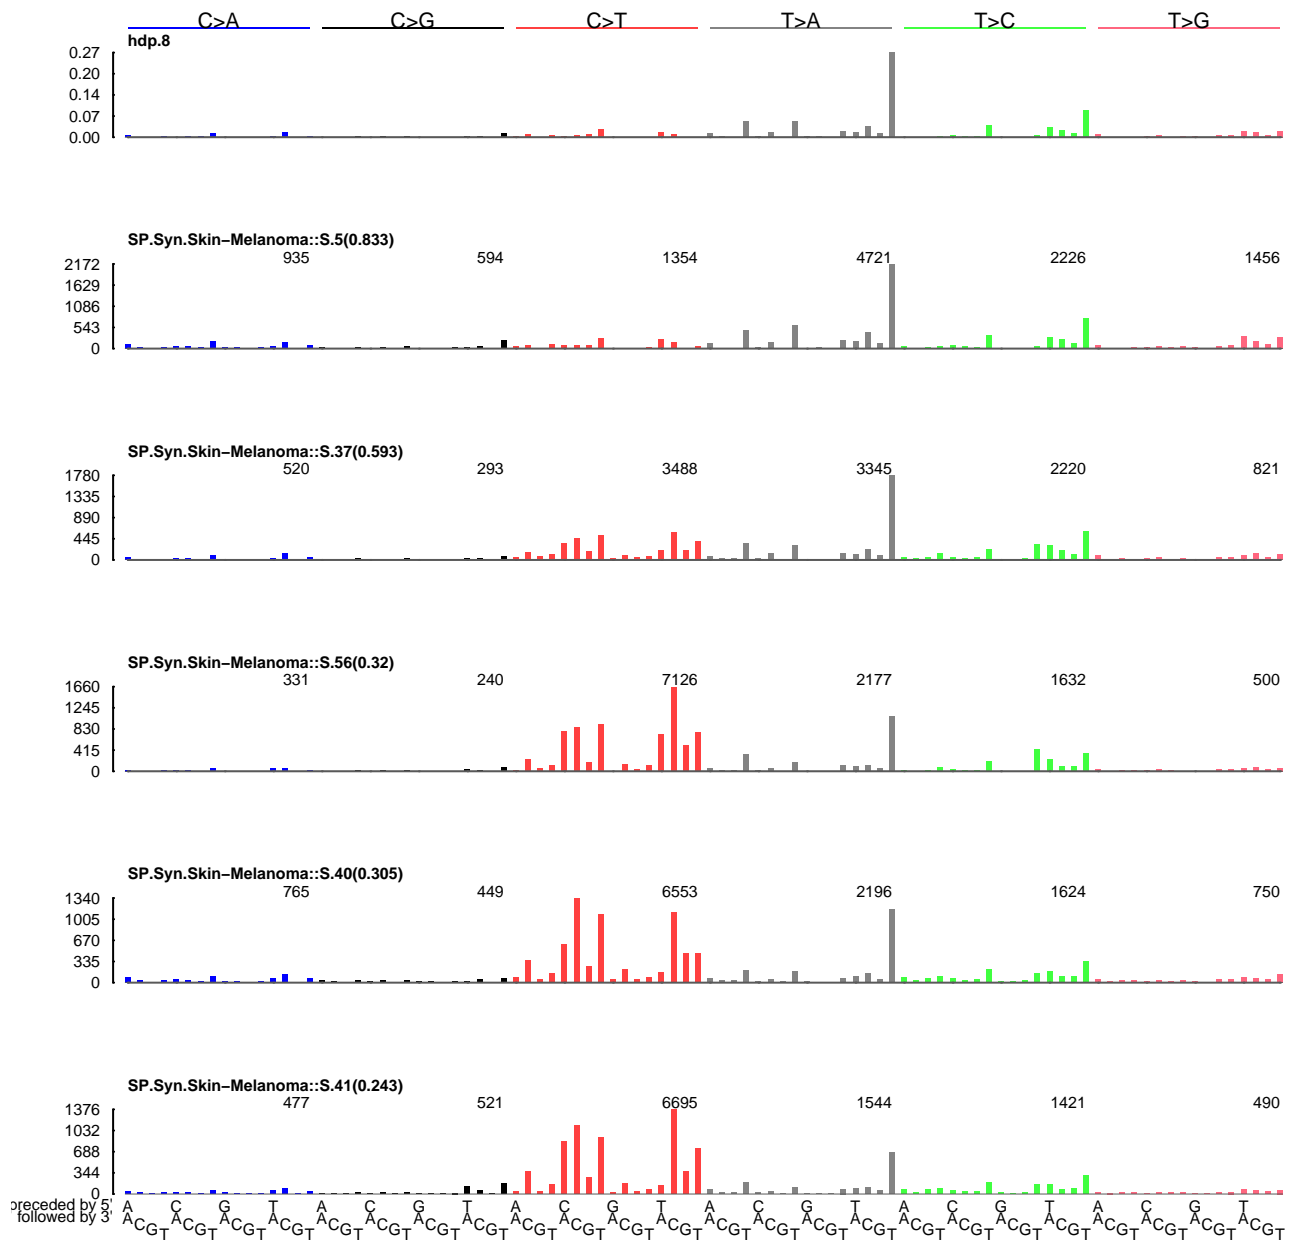 C>A C>G C>T T>A T>C T>G
hdp.8
0.27
0.20
0.14
0.07
0.00
SP.Syn.Skin−Melanoma::S.5(0.833)
935 594 1354 4721 2226 1456
2172
1629
1086
543
0
SP.Syn.Skin−Melanoma::S.37(0.593)
520 293 3488 3345 2220 821
1780
1335
890
445
0
SP.Syn.Skin−Melanoma::S.56(0.32)
331 240 7126 2177 1632 500
1660
1245
830
415
0
SP.Syn.Skin−Melanoma::S.40(0.305)
765 449 6553 2196 1624 750
1340
1005
670
335
0
SP.Syn.Skin−Melanoma::S.41(0.243)
477 521 6695 1544 1421 490
1376
1032
688
344
0
preceded by 5' A C G T A C G T A C G T A C G T A C G T A C G T
followed by 3' A C G T A C G T A C G T A C G T A C G T A C G T A C G T A C G T A C G T A C G T A C G T A C G T A C G T A C G T A C G T A C G T A C G T A C G T A C G T A C G T A C G T A C G T A C G T A C G T